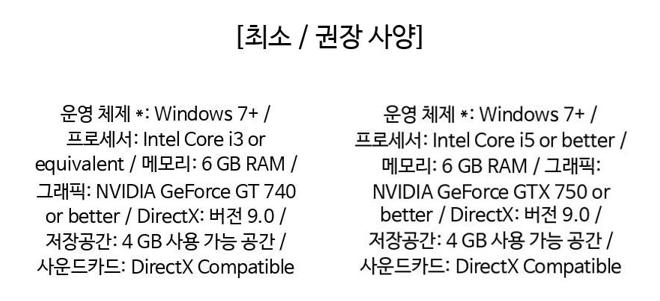 [최소 / 권장 사양]
운영 체제 *: Windows 7+ /
프로세서: Intel Core i3 or
equivalent / 메모리: 6 GB RAM /
그래픽: NVIDIA GeForce GT 740
or better / DirectX: 버전 9.0 /
저장공간: 4 GB 사용 가능 공간 /
사운드카드: DirectX Compatible
운영 체제 *: Windows 7+ /
프로세서: Intel Core i5 or better /
메모리: 6 GB RAM / 그래픽:
NVIDIA GeForce GTX 750 or
better / DirectX: 버전 9.0 /
저장공간: 4 GB 사용 가능 공간 /
사운드카드: DirectX Compatible